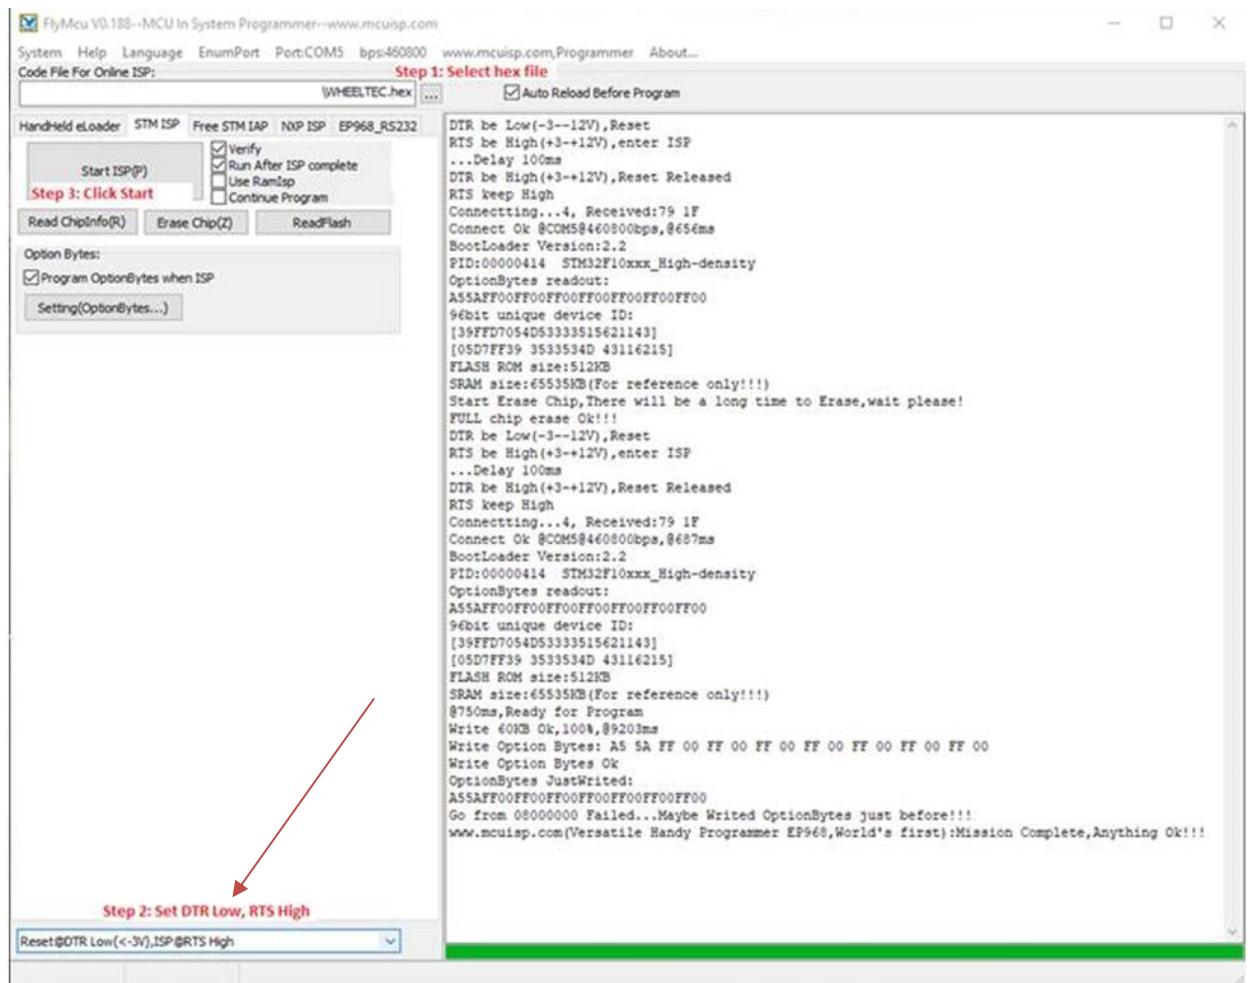 FlyMcu V0.188--MCU In System Programmer--www.mcuisp.com
System Help Language EnumPort Port:COM5 bps:460800 www.mcuisp.com,Programmer About...
Code File For Online ISP:
Step 1: Select hex file
\WHEELTEC.hex
...
Auto Reload Before Program
HandHeld eLoader STM ISP Free STM IAP NXP ISP EP968_RS232
Start ISP(P)
Step 3: Click Start
Verify
Run After ISP complete
Use RamIsp
Continue Program
Read ChipInfo(R) Erase Chip(Z) ReadFlash
Option Bytes:
Program OptionBytes when ISP
Setting(OptionBytes...)
Step 2: Set DTR Low, RTS High
Reset@DTR Low(<-3V),ISP@RTS High
DTR be Low(-3--12V),Reset
RTS be High(+3-+12V),enter ISP
...Delay 100ms
DTR be High(+3-+12V),Reset Released
RTS keep High
Connectting...4, Received:79 1F
Connect Ok @COM5@460800bps,@656ms
BootLoader Version:2.2
PID:00000414 STM32F10xxx_High-density
OptionBytes readout:
A55AFF00FF00FF00FF00FF00FF00FF00
96bit unique device ID:
[39FFD7054D53333515621143]
[05D7FF39 3533534D 43116215]
FLASH ROM size:512KB
SRAM size:65535KB(For reference only!!!)
Start Erase Chip,There will be a long time to Erase,wait please!
FULL chip erase Ok!!!
DTR be Low(-3--12V),Reset
RTS be High(+3-+12V),enter ISP
...Delay 100ms
DTR be High(+3-+12V),Reset Released
RTS keep High
Connectting...4, Received:79 1F
Connect Ok @COM5@460800bps,@687ms
BootLoader Version:2.2
PID:00000414 STM32F10xxx_High-density
OptionBytes readout:
A55AFF00FF00FF00FF00FF00FF00FF00
96bit unique device ID:
[39FFD7054D53333515621143]
[05D7FF39 3533534D 43116215]
FLASH ROM size:512KB
SRAM size:65535KB(For reference only!!!)
@750ms,Ready for Program
Write 60KB Ok,100%,@9203ms
Write Option Bytes: A5 5A FF 00 FF 00 FF 00 FF 00 FF 00 FF 00 FF 00
Write Option Bytes Ok
OptionBytes JustWrited:
A55AFF00FF00FF00FF00FF00FF00FF00
Go from 08000000 Failed...Maybe Writed OptionBytes just before!!!
www.mcuisp.com(Versatile Handy Programmer EP968,World's first):Mission Complete,Anything Ok!!!